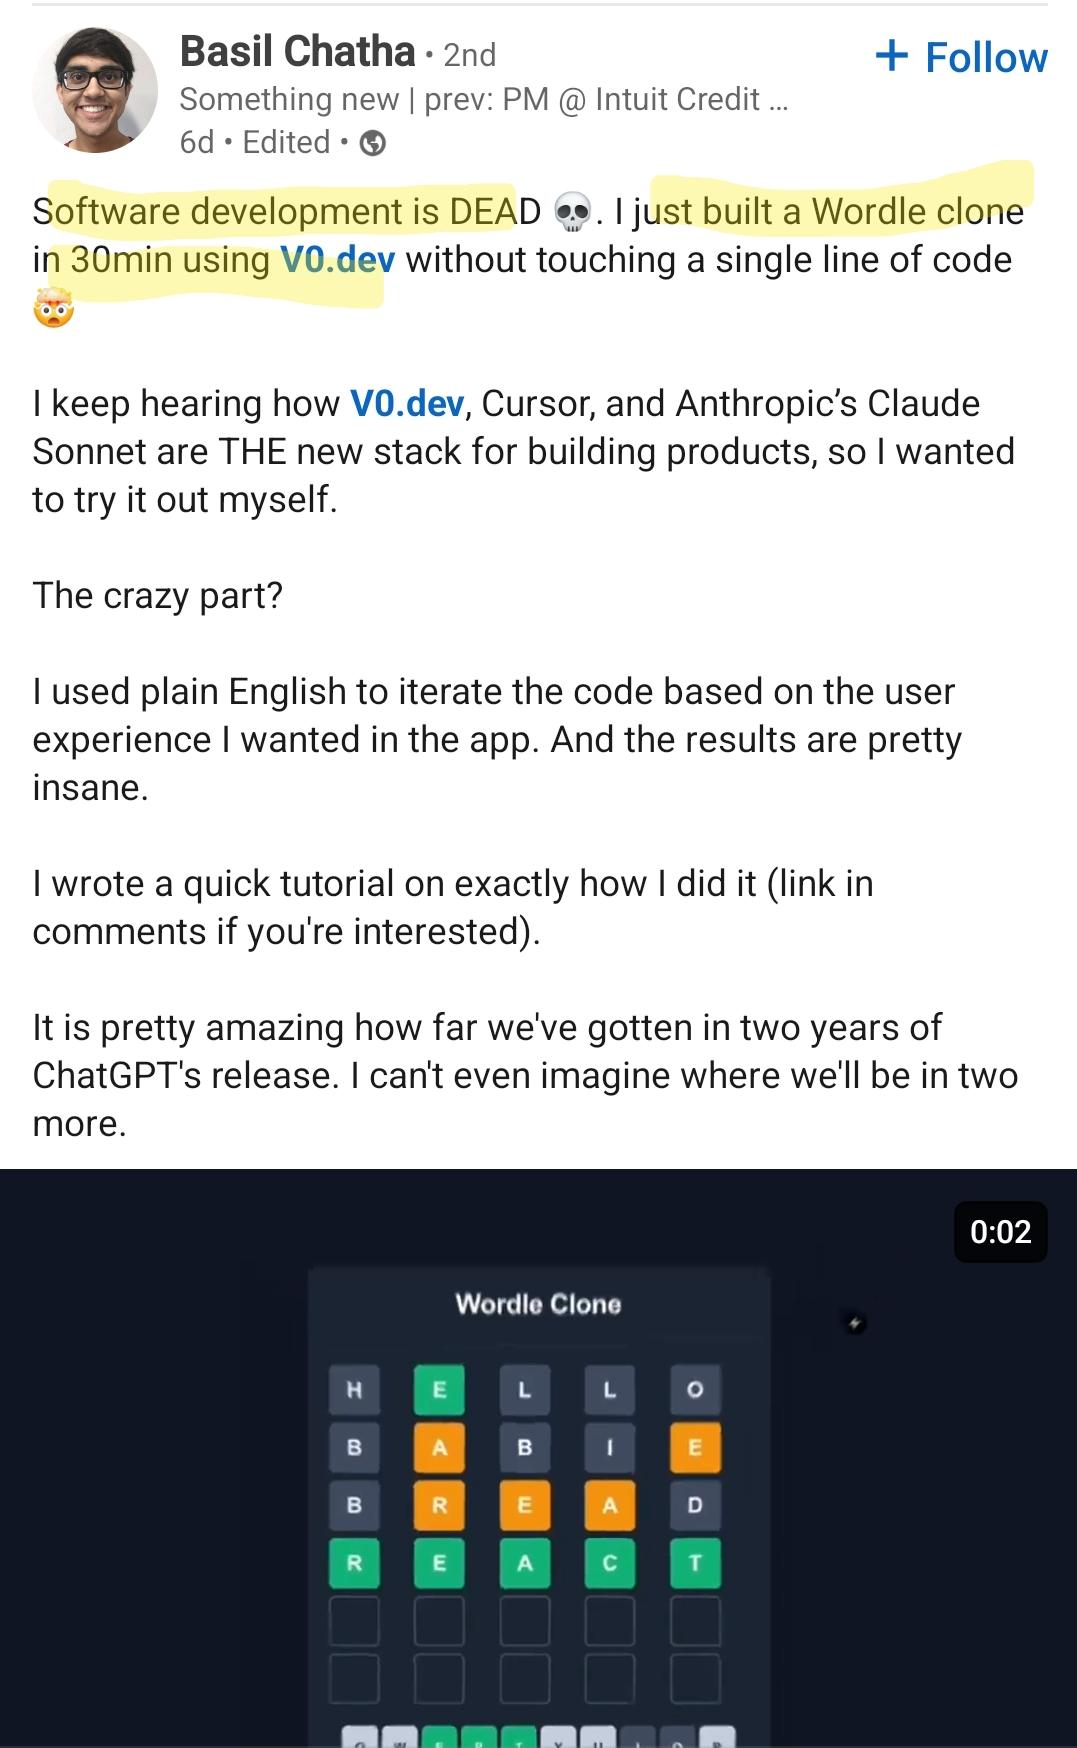 Basil Chatha • 2nd
+ Follow
Something new | prev: PM @ Intuit Credit ...
6d • Edited •
Software development is DEAD 💀. I just built a Wordle clone
in 30min using V0.dev without touching a single line of code
🤯
I keep hearing how V0.dev, Cursor, and Anthropic’s Claude
Sonnet are THE new stack for building products, so I wanted
to try it out myself.
The crazy part?
I used plain English to iterate the code based on the user
experience I wanted in the app. And the results are pretty
insane.
I wrote a quick tutorial on exactly how I did it (link in
comments if you're interested).
It is pretty amazing how far we've gotten in two years of
ChatGPT's release. I can't even imagine where we'll be in two
more.
0:02
Wordle Clone
H E L L O
B A B I E
B R E A D
R E A C T